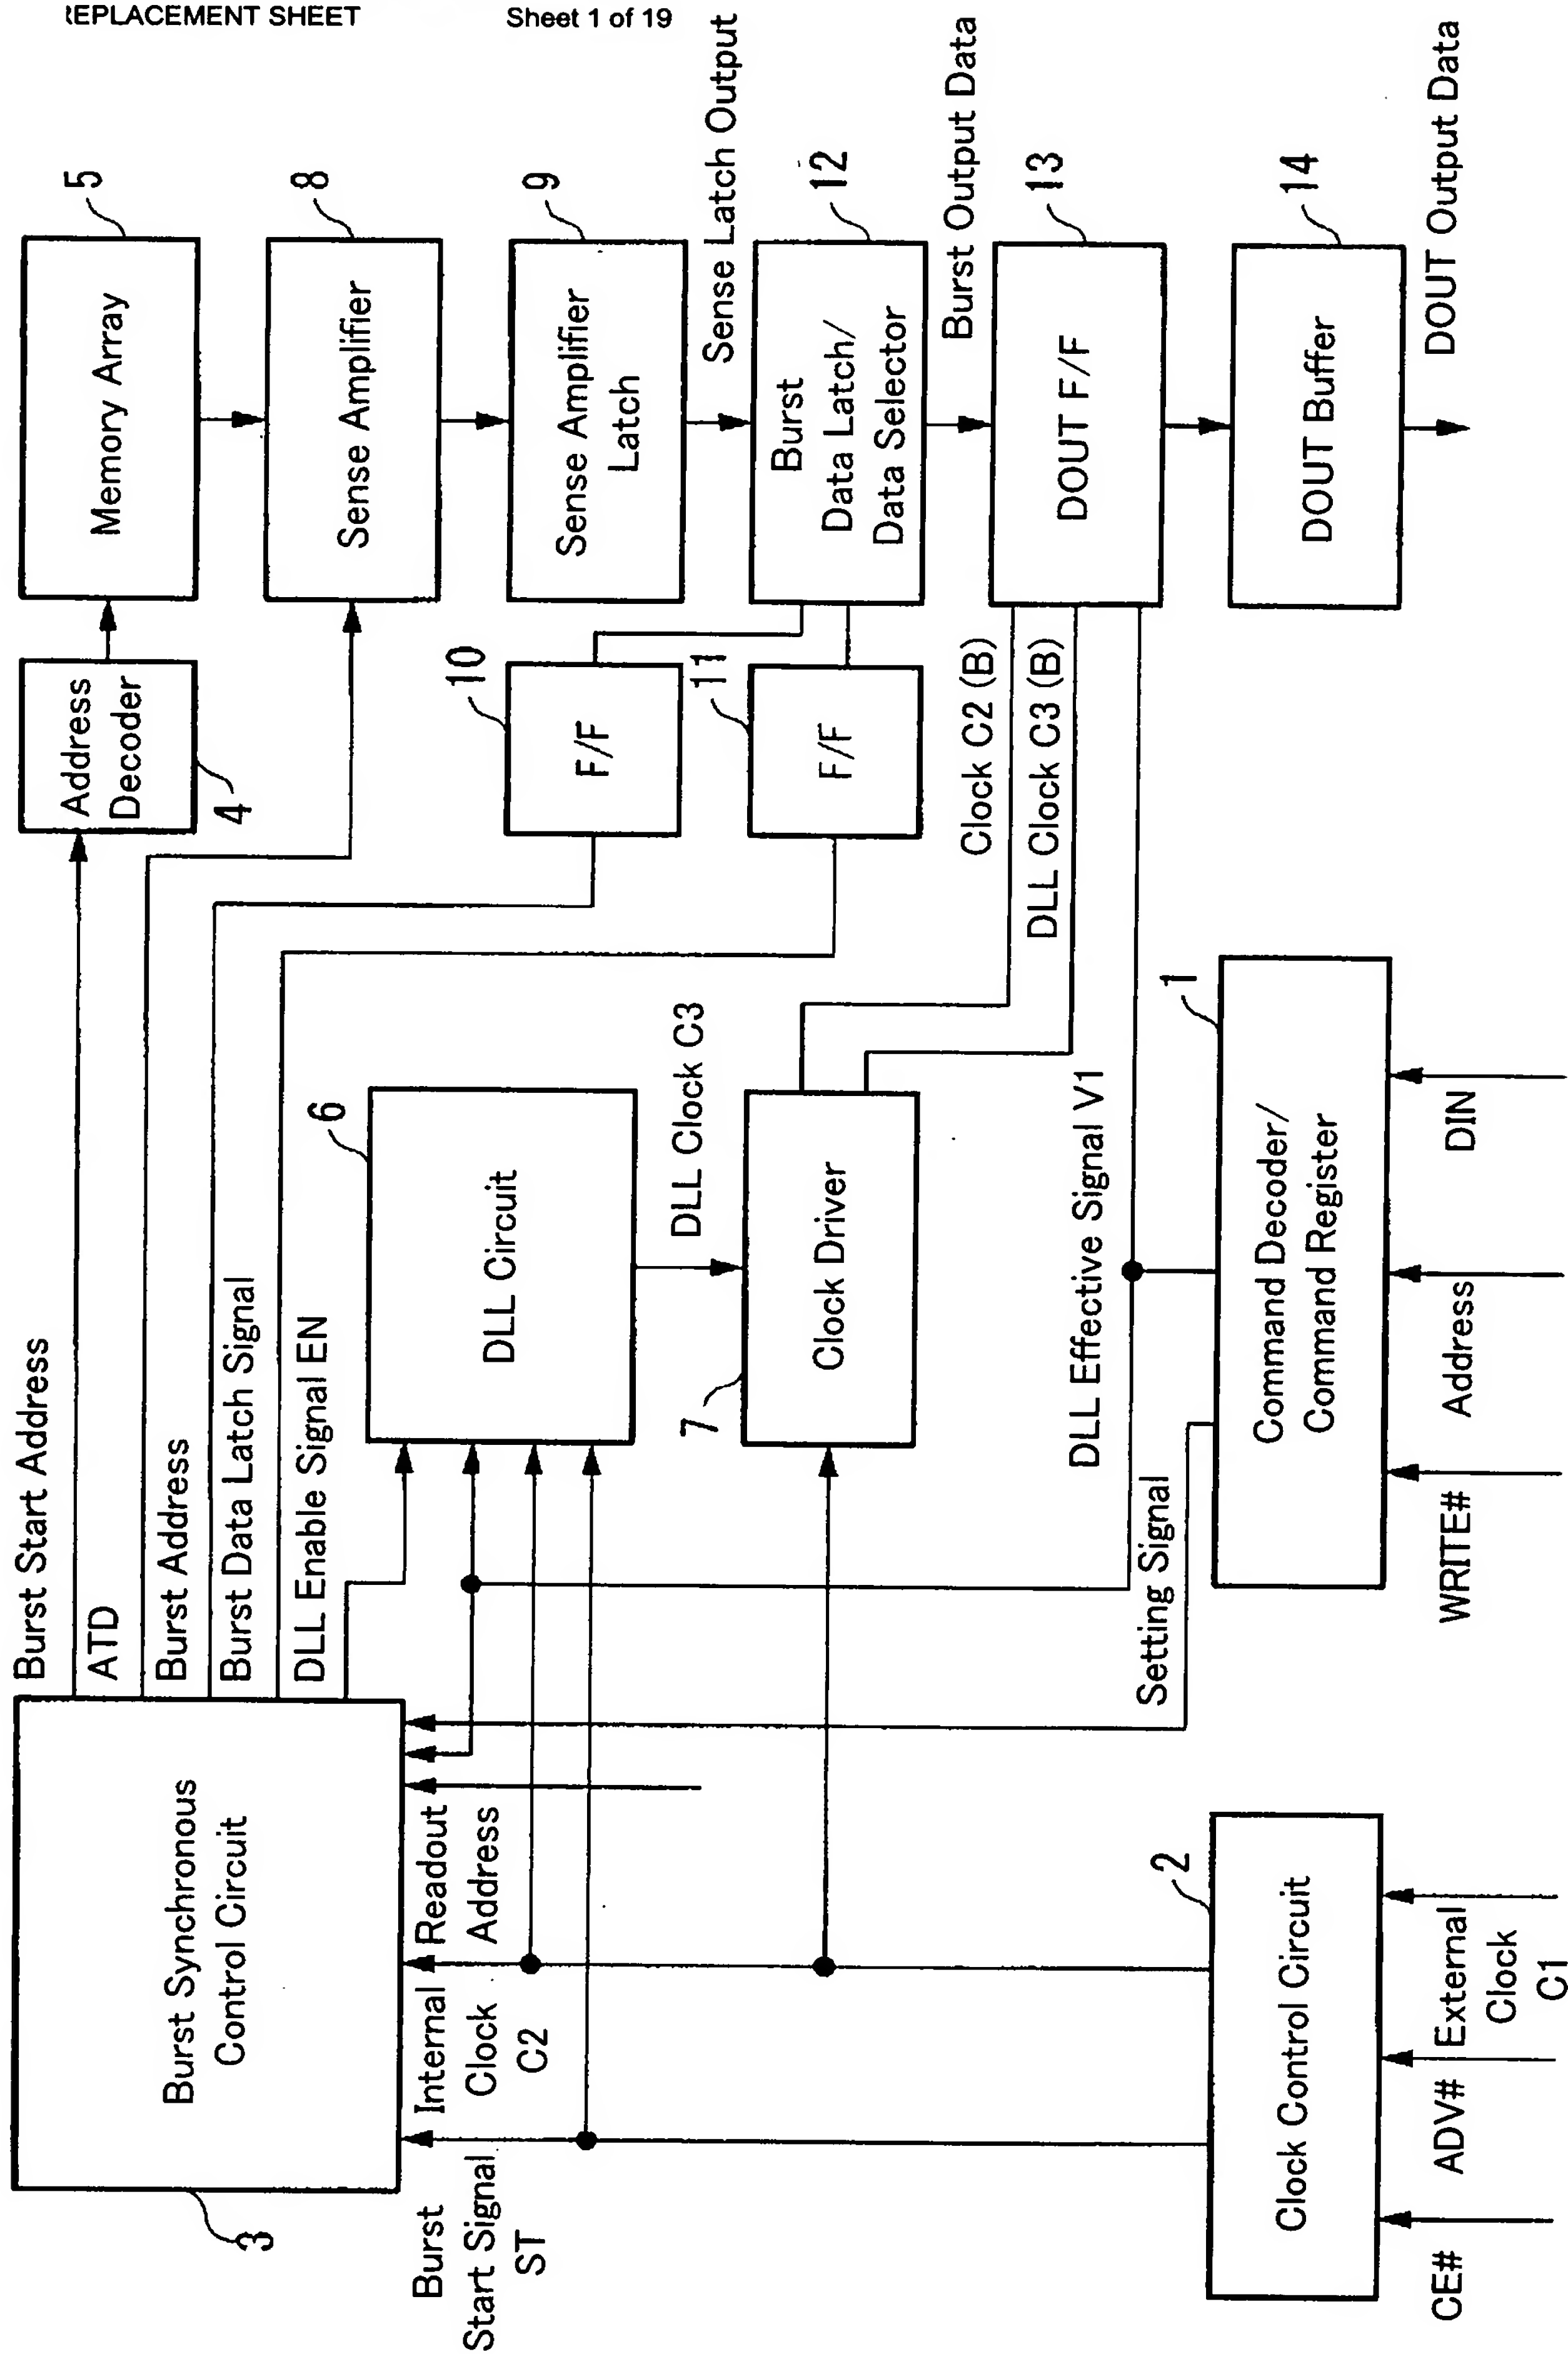 REPLACEMENT SHEET
Sheet 1 of 19
Burst Start Address
ATD
Burst Address
Burst Data Latch Signal
DLL Enable Signal EN
Burst Synchronous
Control Circuit
3
Address
Decoder
4
Memory Array
5
Sense Amplifier
8
Sense Amplifier
Latch
9
Sense Latch Output
F/F
10
F/F
11
Burst
Data Latch/
Data Selector
12
Burst Output Data
DLL Circuit
6
DLL Clock C3
Clock Driver
7
Clock C2 (B)
DLL Clock C3 (B)
DOUT F/F
13
DOUT Buffer
14
DOUT Output Data
DLL Effective Signal V1
Setting Signal
Readout
Address
Internal
Clock
C2
Burst
Start Signal
ST
Clock Control Circuit
2
CE#
ADV#
External
Clock
C1
Command Decoder/
Command Register
1
WRITE#
Address
DIN